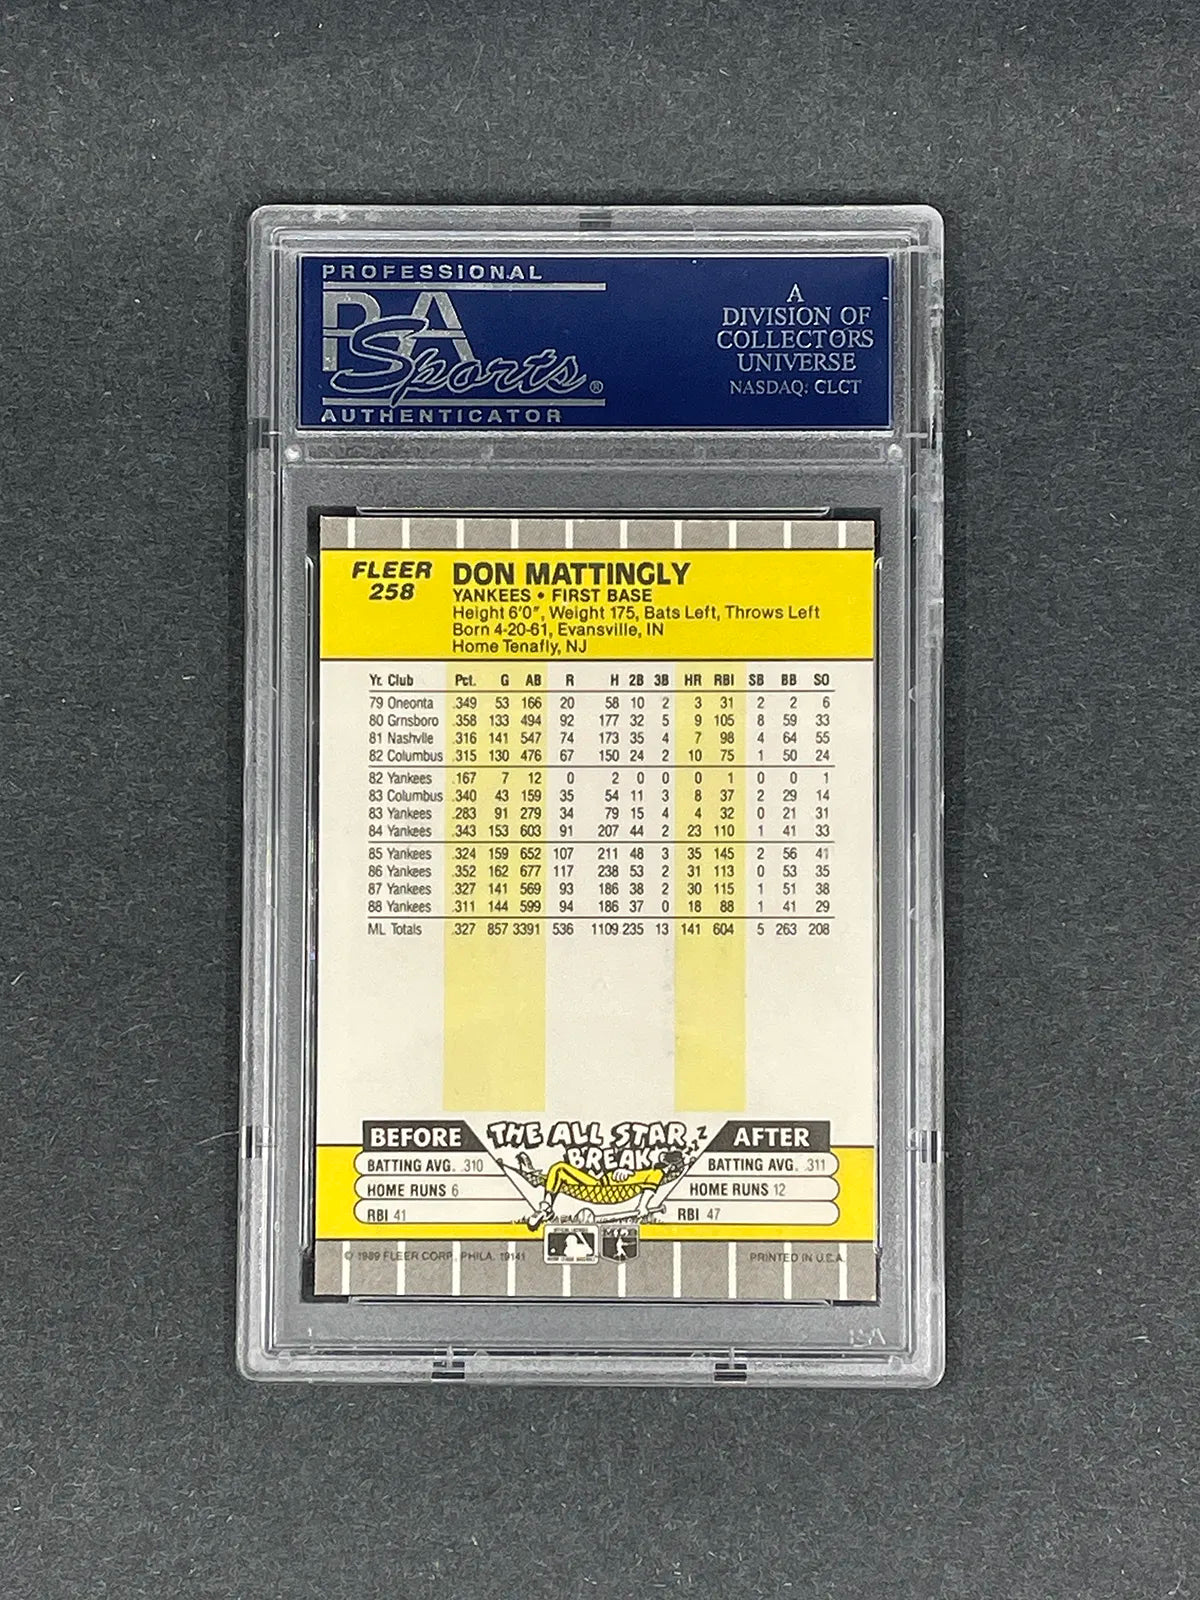 PROFESSIONAL
PSA
Sports®
AUTHENTICATOR
A
DIVISION OF
COLLECTORS
UNIVERSE
NASDAQ: CLCT
FLEER
258
DON MATTINGLY
YANKEES • FIRST BASE
Height 6'0", Weight 175, Bats Left, Throws Left
Born 4-20-61, Evansville, IN
Home Tenafly, NJ
Yr. Club Pct. G AB R H 2B 3B HR RBI SB BB SO
79 Oneonta .349 53 166 20 58 10 2 3 31 2 2 6
80 Grnsboro .358 133 494 92 177 32 5 9 105 8 59 33
81 Nashvlle .316 141 547 74 173 35 4 7 98 4 64 55
82 Columbus .315 130 476 67 150 24 2 10 75 1 50 24
82 Yankees .167 7 12 0 2 0 0 0 1 0 0 1
83 Columbus .340 43 159 35 54 11 3 8 37 2 29 14
83 Yankees .283 91 279 34 79 15 4 4 32 0 21 31
84 Yankees .343 153 603 91 207 44 2 23 110 1 41 33
85 Yankees .324 159 652 107 211 48 3 35 145 2 56 41
86 Yankees .352 162 677 117 238 53 2 31 113 0 53 35
87 Yankees .327 141 569 93 186 38 2 30 115 1 51 38
88 Yankees .311 144 599 94 186 37 0 18 88 1 41 29
ML Totals .327 857 3391 536 1109 235 13 141 604 5 263 208
BEFORE THE ALL STAR BREAK AFTER
BATTING AVG. .310
HOME RUNS 6
RBI 41
BATTING AVG. .311
HOME RUNS 12
RBI 47
Z Z Z
MLB
© 1989 FLEER CORP., PHILA. 19141
PRINTED IN U.S.A.
PSA